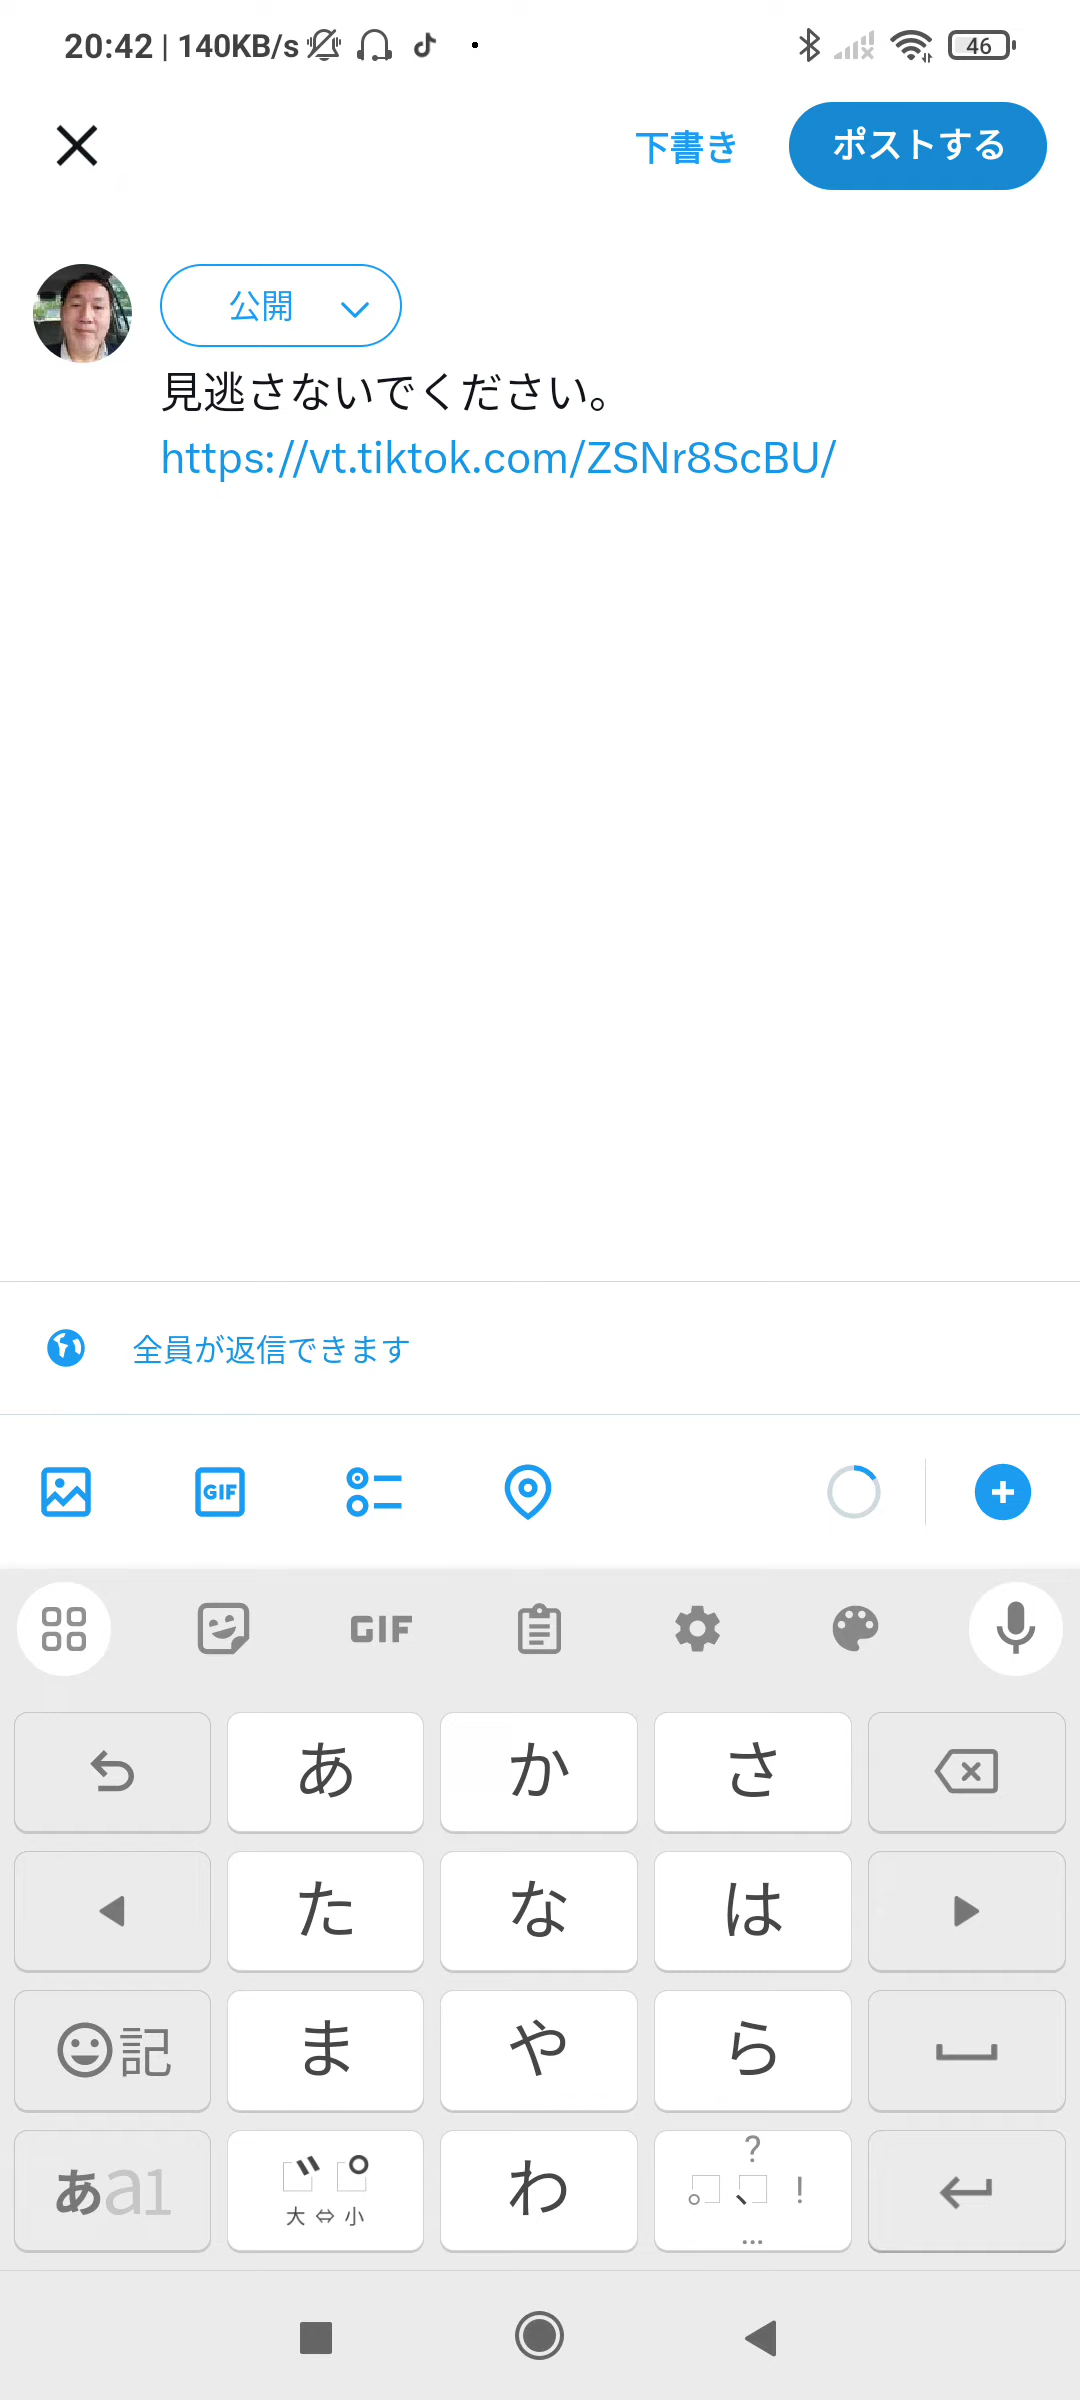 20:42 | 140KB/s 46
下書き ポストする
公開
見逃さないでください。
https://vt.tiktok.com/ZSNr8ScBU/
全員が返信できます
GIF
GIF
あ か さ
た な は
記 ま や ら
あa1 大⇔小 わ 。、?!…